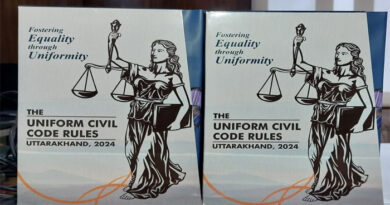 Fostering
Equality
through
Uniformity
THE
UNIFORM CIVIL
CODE RULES
UTTARAKHAND, 2024
Fostering
Equality
through
Uniformity
THE
UNIFORM CIVIL
CODE RULES
UTTARAKHAND, 2024